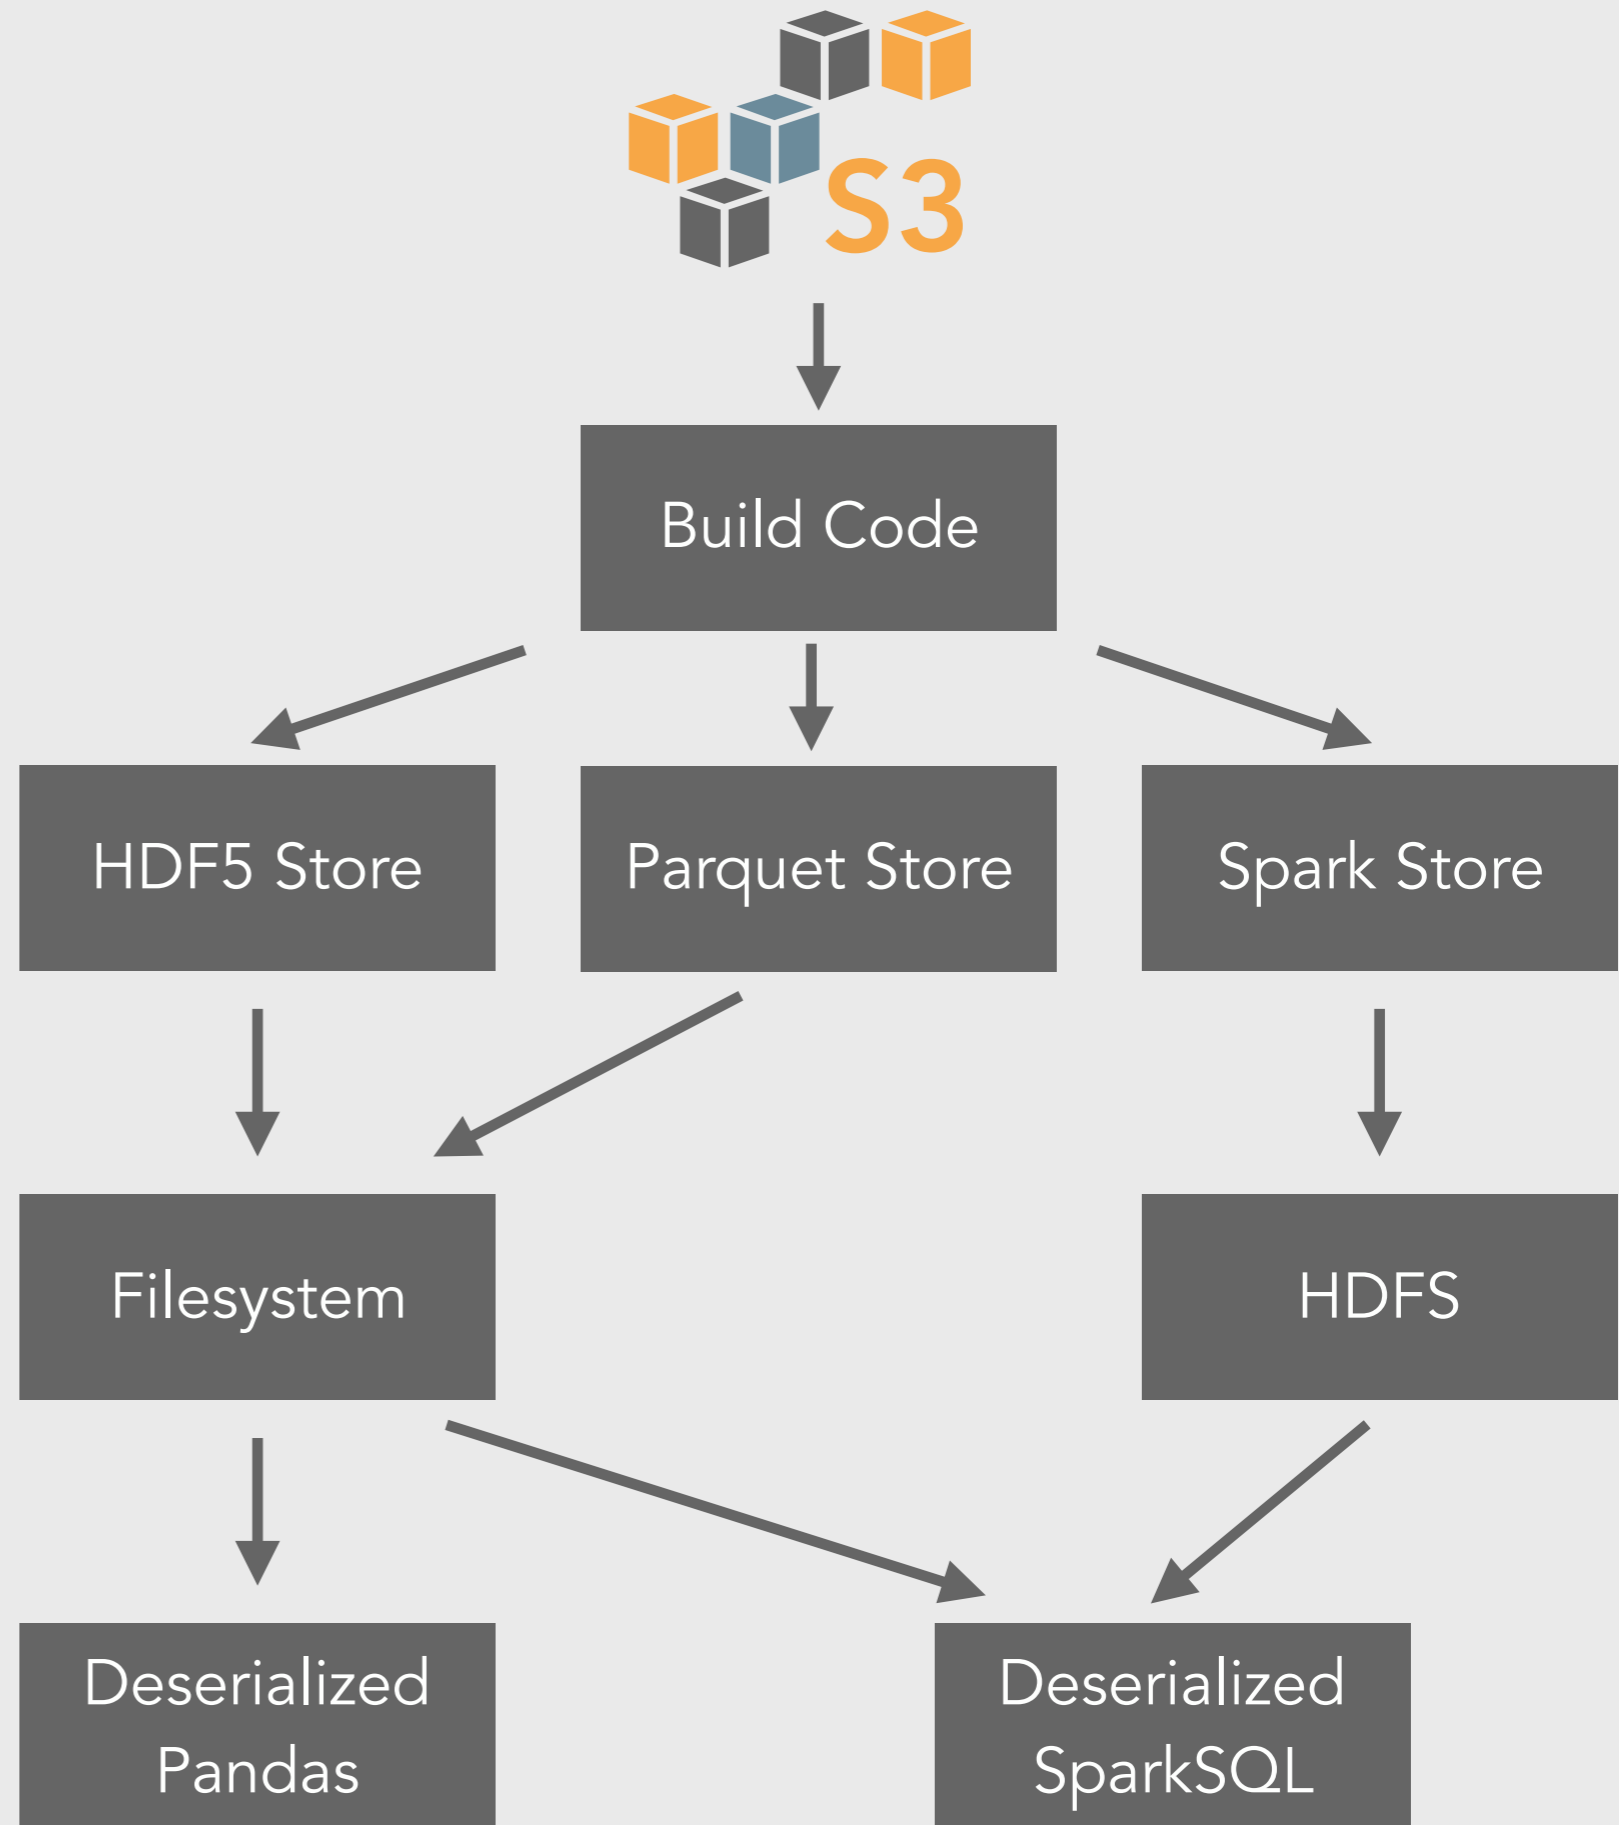 S3
Build Code
HDF5 Store
Parquet Store
Spark Store
Filesystem
HDFS
Deserialized
Pandas
Deserialized
SparkSQL